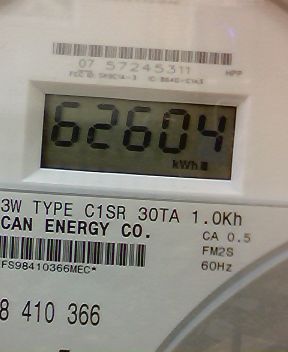 07 57245311
HPP
62604
kWh
3W TYPE C1SR 30TA 1.0Kh
CAN ENERGY CO.
CA 0.5
FM2S
60Hz
FS98410366MEC*
8 410 366